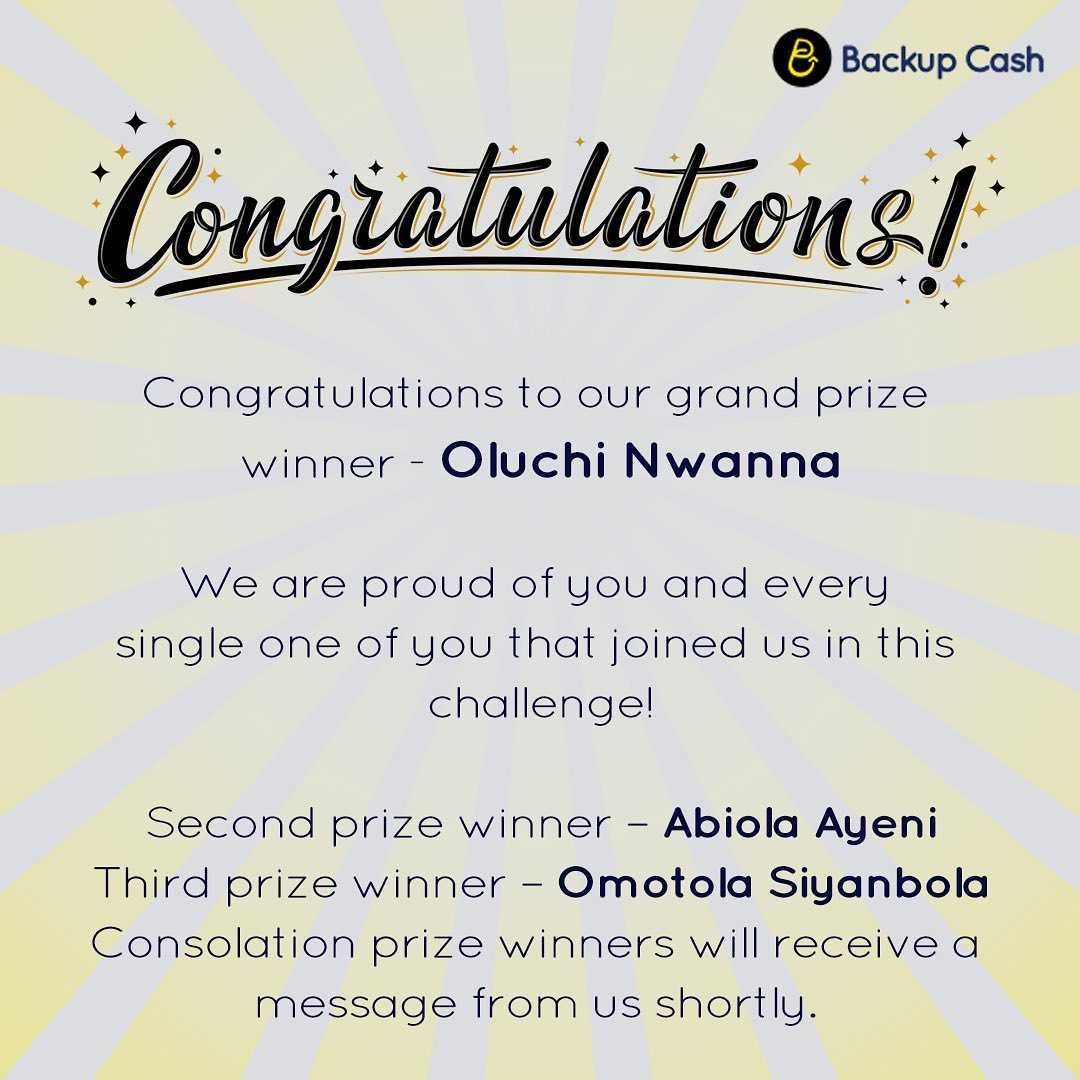 Backup Cash
Congratulations!
Congratulations to our grand prize
winner - Oluchi Nwanna
We are proud of you and every
single one of you that joined us in this
challenge!
Second prize winner – Abiola Ayeni
Third prize winner – Omotola Siyanbola
Consolation prize winners will receive a
message from us shortly.